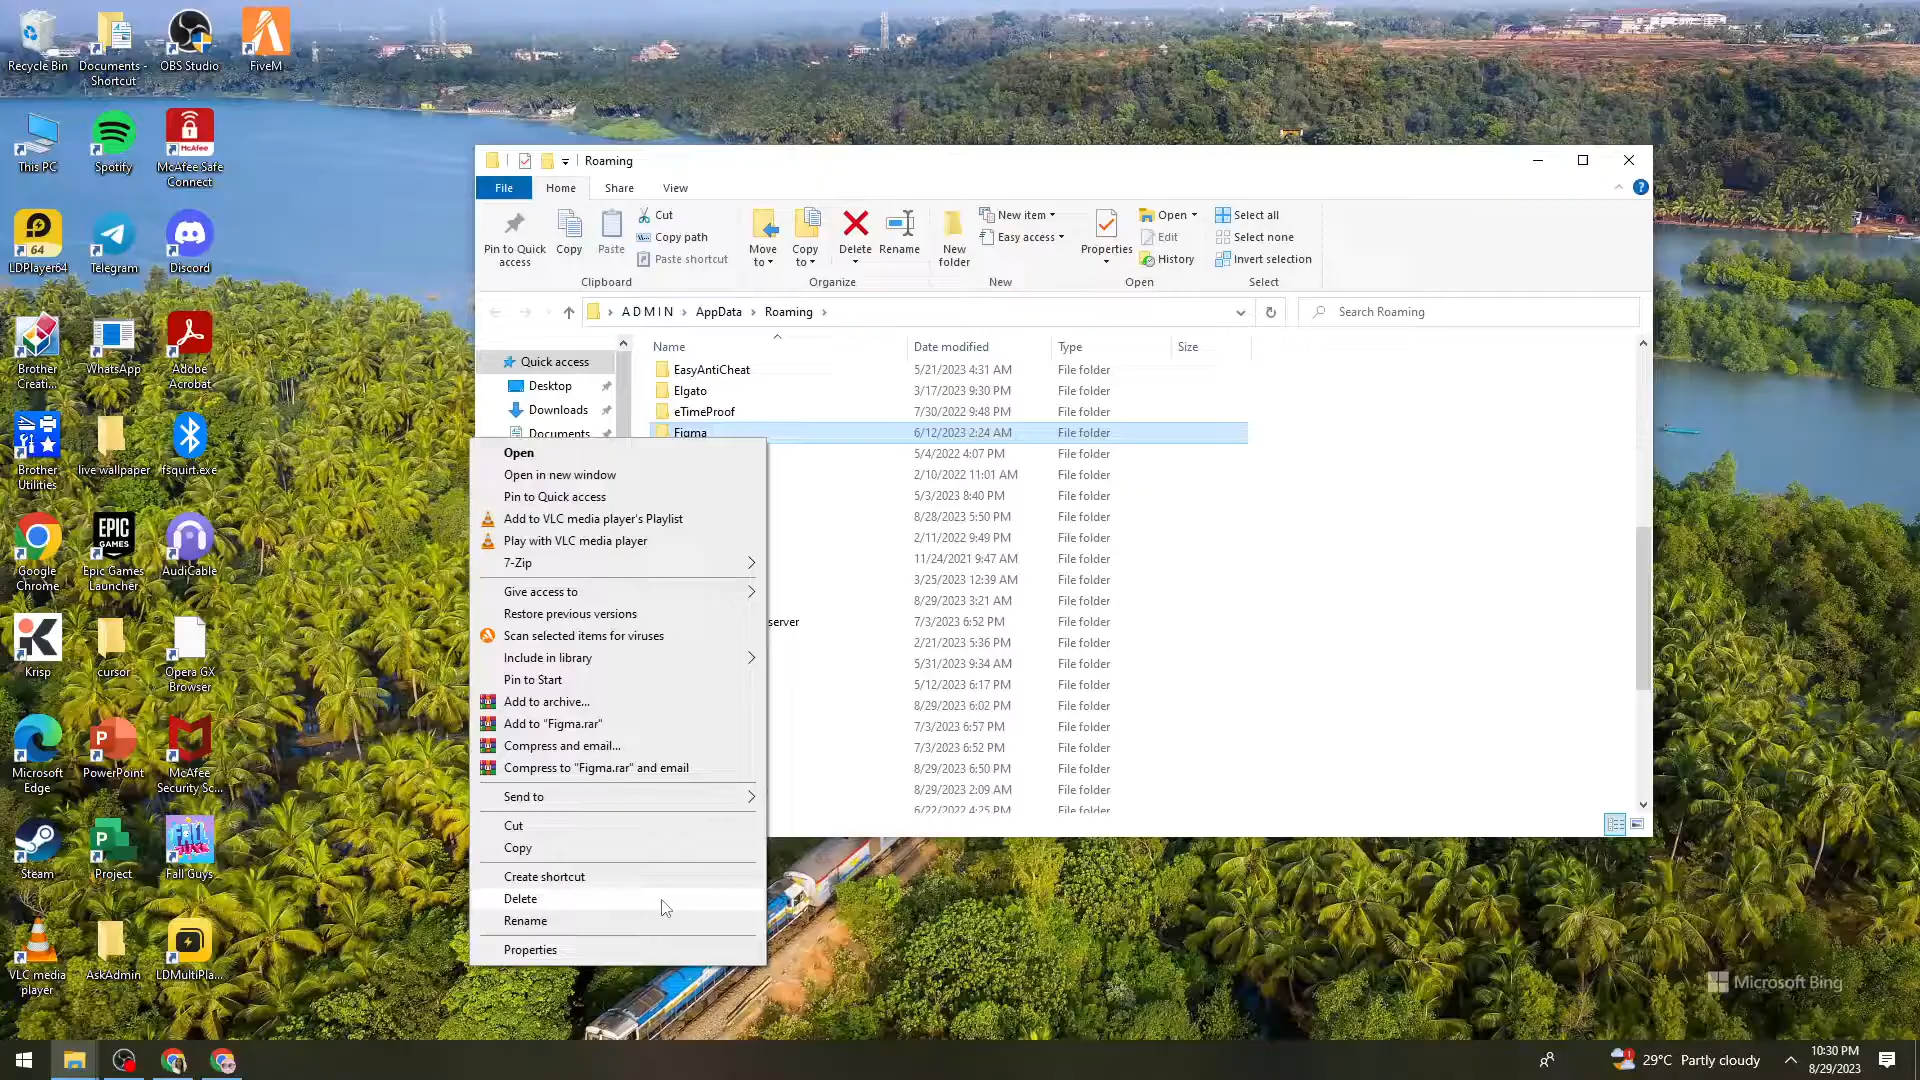 Recycle Bin
Documents -
Shortcut
OBS Studio
FiveM
This PC
Spotify
McAfee
McAfee Safe
Connect
64
LDPlayer64
Telegram
Discord
Brother
Creati...
WhatsApp
Adobe
Acrobat
Brother
Utilities
live wallpaper
fsquirt.exe
Google
Chrome
EPIC
GAMES
Epic Games
Launcher
AudiCable
Krisp
cursor
Opera GX
Browser
Microsoft
Edge
PowerPoint
McAfee
Security Sc...
Steam
Project
Fall Guys
VLC media
player
AskAdmin
LDMultiPla...
Roaming
File
Home
Share
View
Pin to Quick
access
Copy
Paste
Cut
Copy path
Paste shortcut
Clipboard
Move
to
Copy
to
Delete
Rename
Organize
New
folder
New item
Easy access
New
Properties
Open
Edit
History
Open
Select all
Select none
Invert selection
Select
A D M I N > AppData > Roaming >
Search Roaming
Quick access
Desktop
Downloads
Documents
Name Date modified Type Size
EasyAntiCheat 5/21/2023 4:31 AM File folder
Elgato 3/17/2023 9:30 PM File folder
eTimeProof 7/30/2022 9:48 PM File folder
Figma 6/12/2023 2:24 AM File folder
5/4/2022 4:07 PM File folder
2/10/2022 11:01 AM File folder
5/3/2023 8:40 PM File folder
8/28/2023 5:50 PM File folder
2/11/2022 9:49 PM File folder
11/24/2021 9:47 AM File folder
3/25/2023 12:39 AM File folder
8/29/2023 3:21 AM File folder
server 7/3/2023 6:52 PM File folder
2/21/2023 5:36 PM File folder
5/31/2023 9:34 AM File folder
5/12/2023 6:17 PM File folder
8/29/2023 6:02 PM File folder
7/3/2023 6:57 PM File folder
7/3/2023 6:52 PM File folder
8/29/2023 6:50 PM File folder
8/29/2023 2:09 AM File folder
6/22/2022 4:25 PM File folder
Open
Open in new window
Pin to Quick access
Add to VLC media player's Playlist
Play with VLC media player
7-Zip
Give access to
Restore previous versions
Scan selected items for viruses
Include in library
Pin to Start
Add to archive...
Add to "Figma.rar"
Compress and email...
Compress to "Figma.rar" and email
Send to
Cut
Copy
Create shortcut
Delete
Rename
Properties
Microsoft Bing
29°C Partly cloudy
10:30 PM
8/29/2023